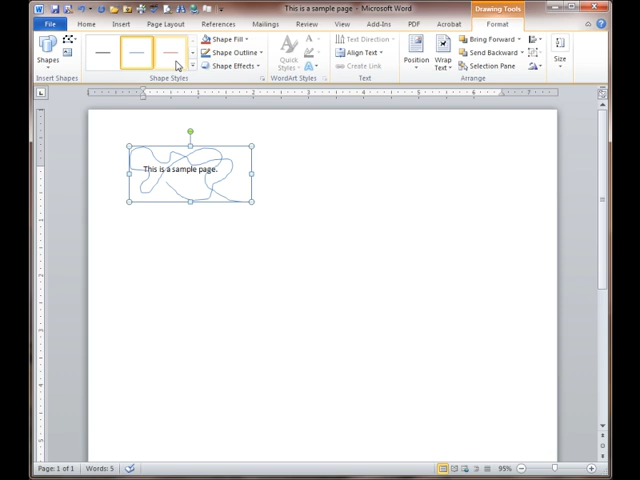 This is a sample page - Microsoft Word
Drawing Tools
File
Home
Insert
Page Layout
References
Mailings
Review
View
Add-Ins
PDF
Acrobat
Format
Shapes
Insert Shapes
Shape Fill
Shape Outline
Shape Effects
Shape Styles
Quick
Styles
WordArt Styles
Text Direction
Align Text
Create Link
Text
Position
Wrap
Text
Bring Forward
Send Backward
Selection Pane
Arrange
Size
This is a sample page.
Page: 1 of 1
Words: 5
95%